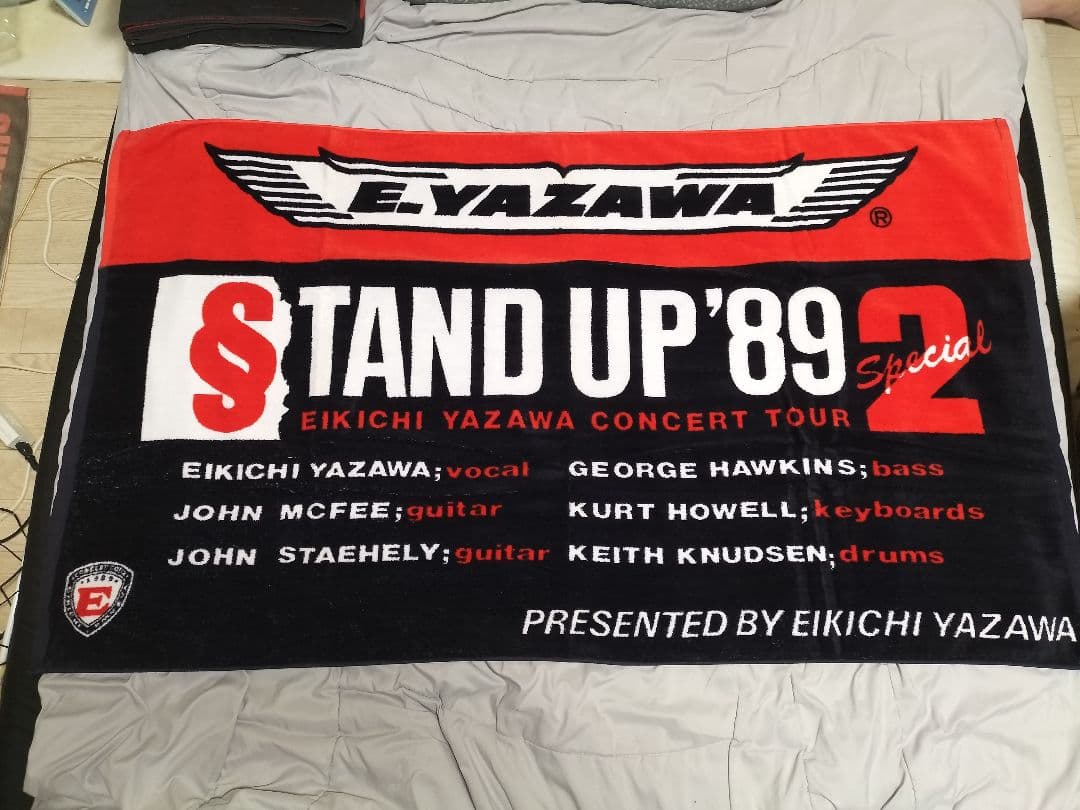 E.YAZAWA ®
STAND UP '89 2
Special
EIKICHI YAZAWA CONCERT TOUR
EIKICHI YAZAWA;vocal GEORGE HAWKINS;bass
JOHN MCFEE;guitar KURT HOWELL;keyboards
JOHN STAEHELY;guitar KEITH KNUDSEN;drums
E
PRESENTED BY EIKICHI YAZAWA